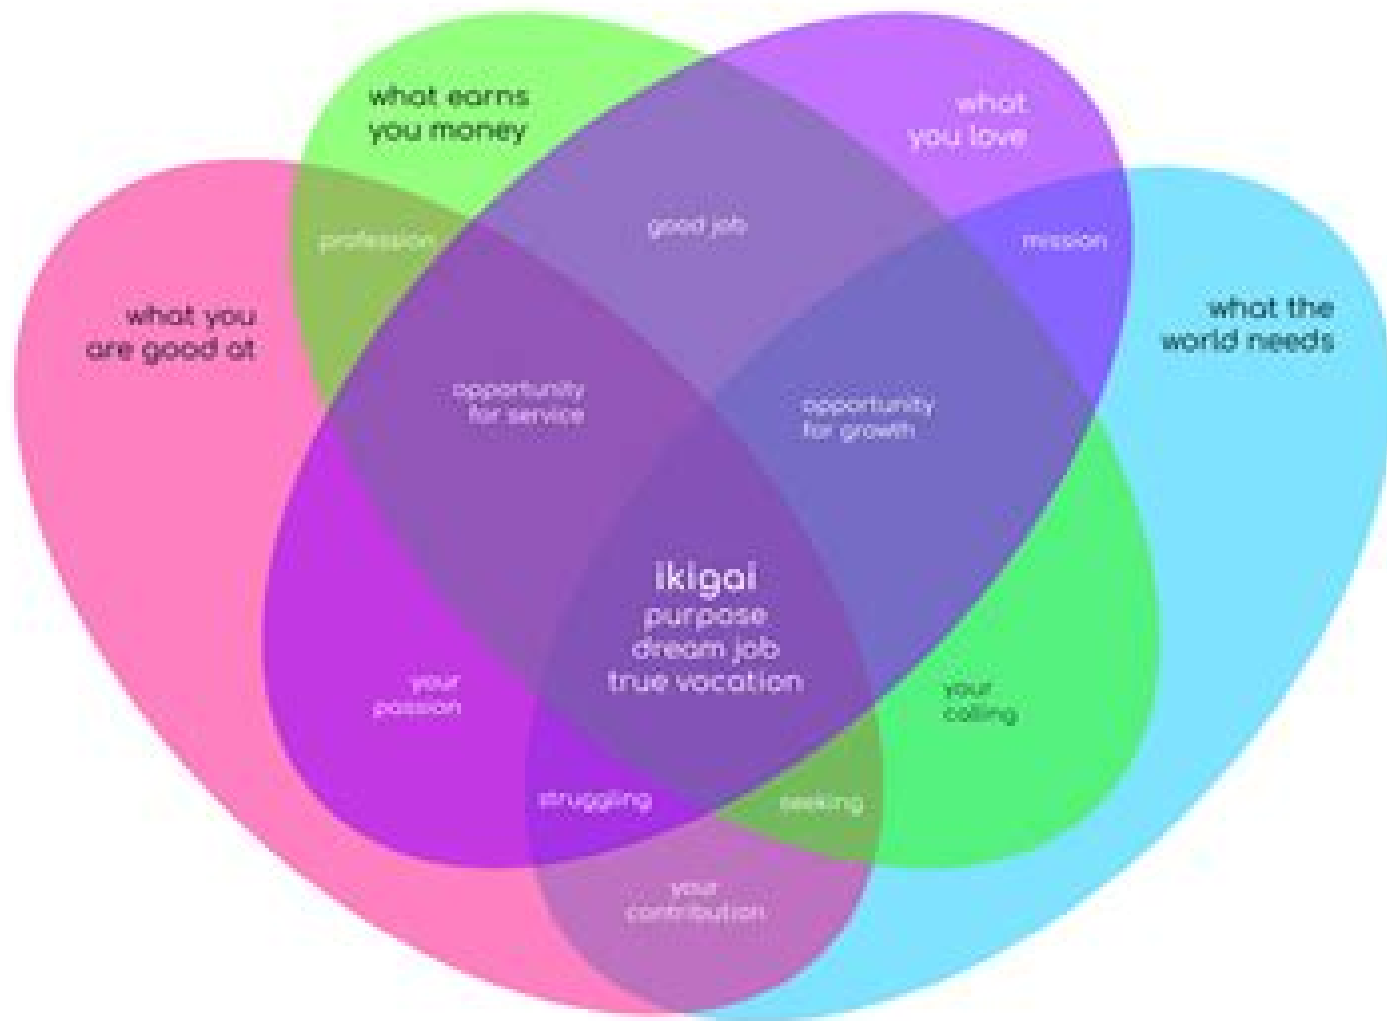 what earns
you money
what
you love
profession
good job
mission
what you
are good at
what the
world needs
opportunity
for service
opportunity
for growth
ikigai
purpose
dream job
true vocation
your
passion
your
calling
struggling
seeking
your
contribution